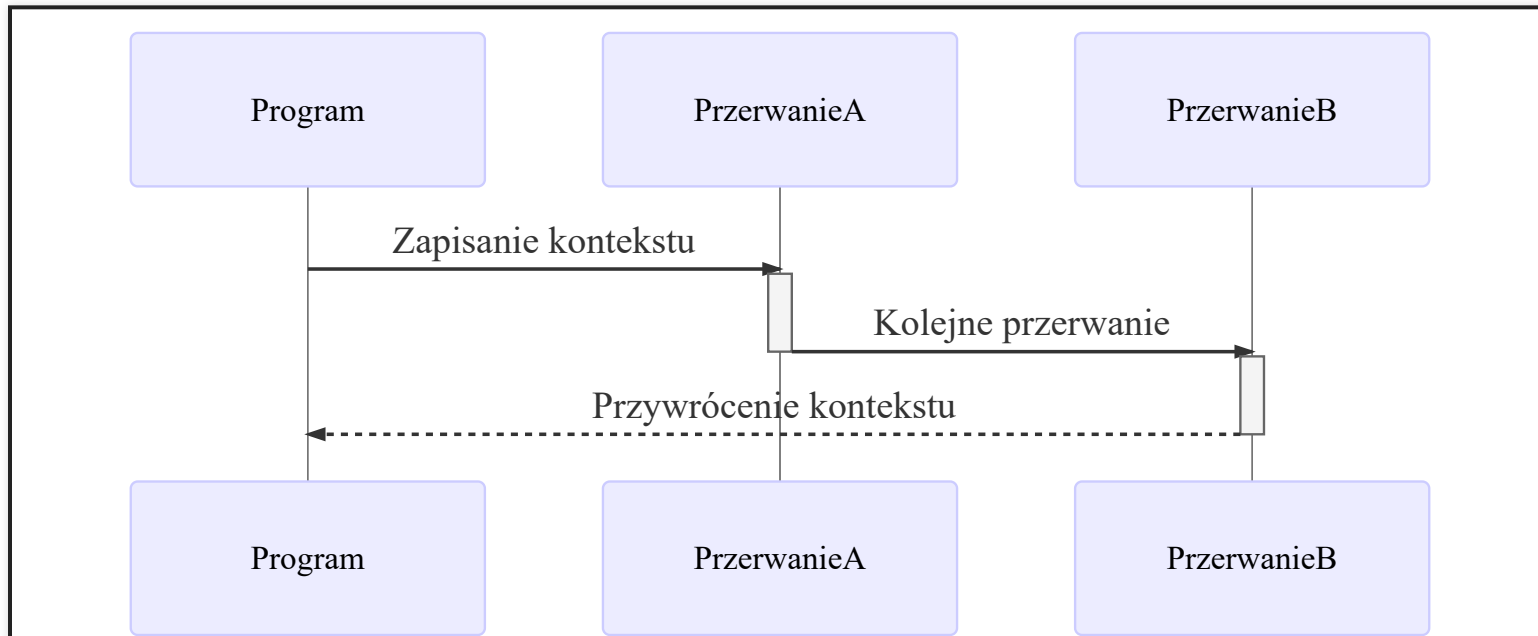 Program
PrzerwanieA
PrzerwanieB
Zapisanie kontekstu
Kolejne przerwanie
Przywrócenie kontekstu
Program
PrzerwanieA
PrzerwanieB